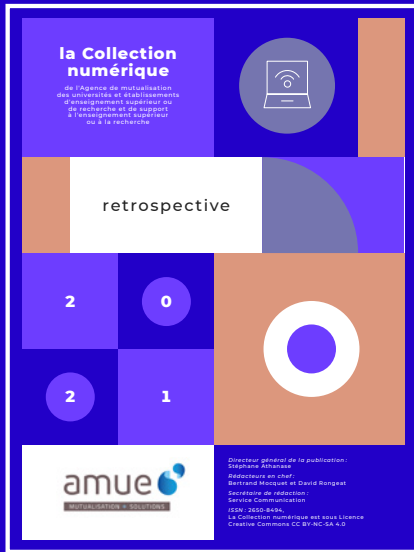 la Collection
numérique
de l'Agence de mutualisation
des universités et établissements
d'enseignement supérieur ou
de recherche et de support
à l'enseignement supérieur
ou à la recherche
retrospective
2 0
2 1
amue
MUTUALISATION + SOLUTIONS
Directeur général de la publication :
Stéphane Athanase
Rédacteurs en chef :
Bertrand Mocquet et David Rongeat
Secrétaire de rédaction :
Service Communication
ISSN : 2650-8494,
La Collection numérique est sous Licence
Creative Commons CC BY-NC-SA 4.0